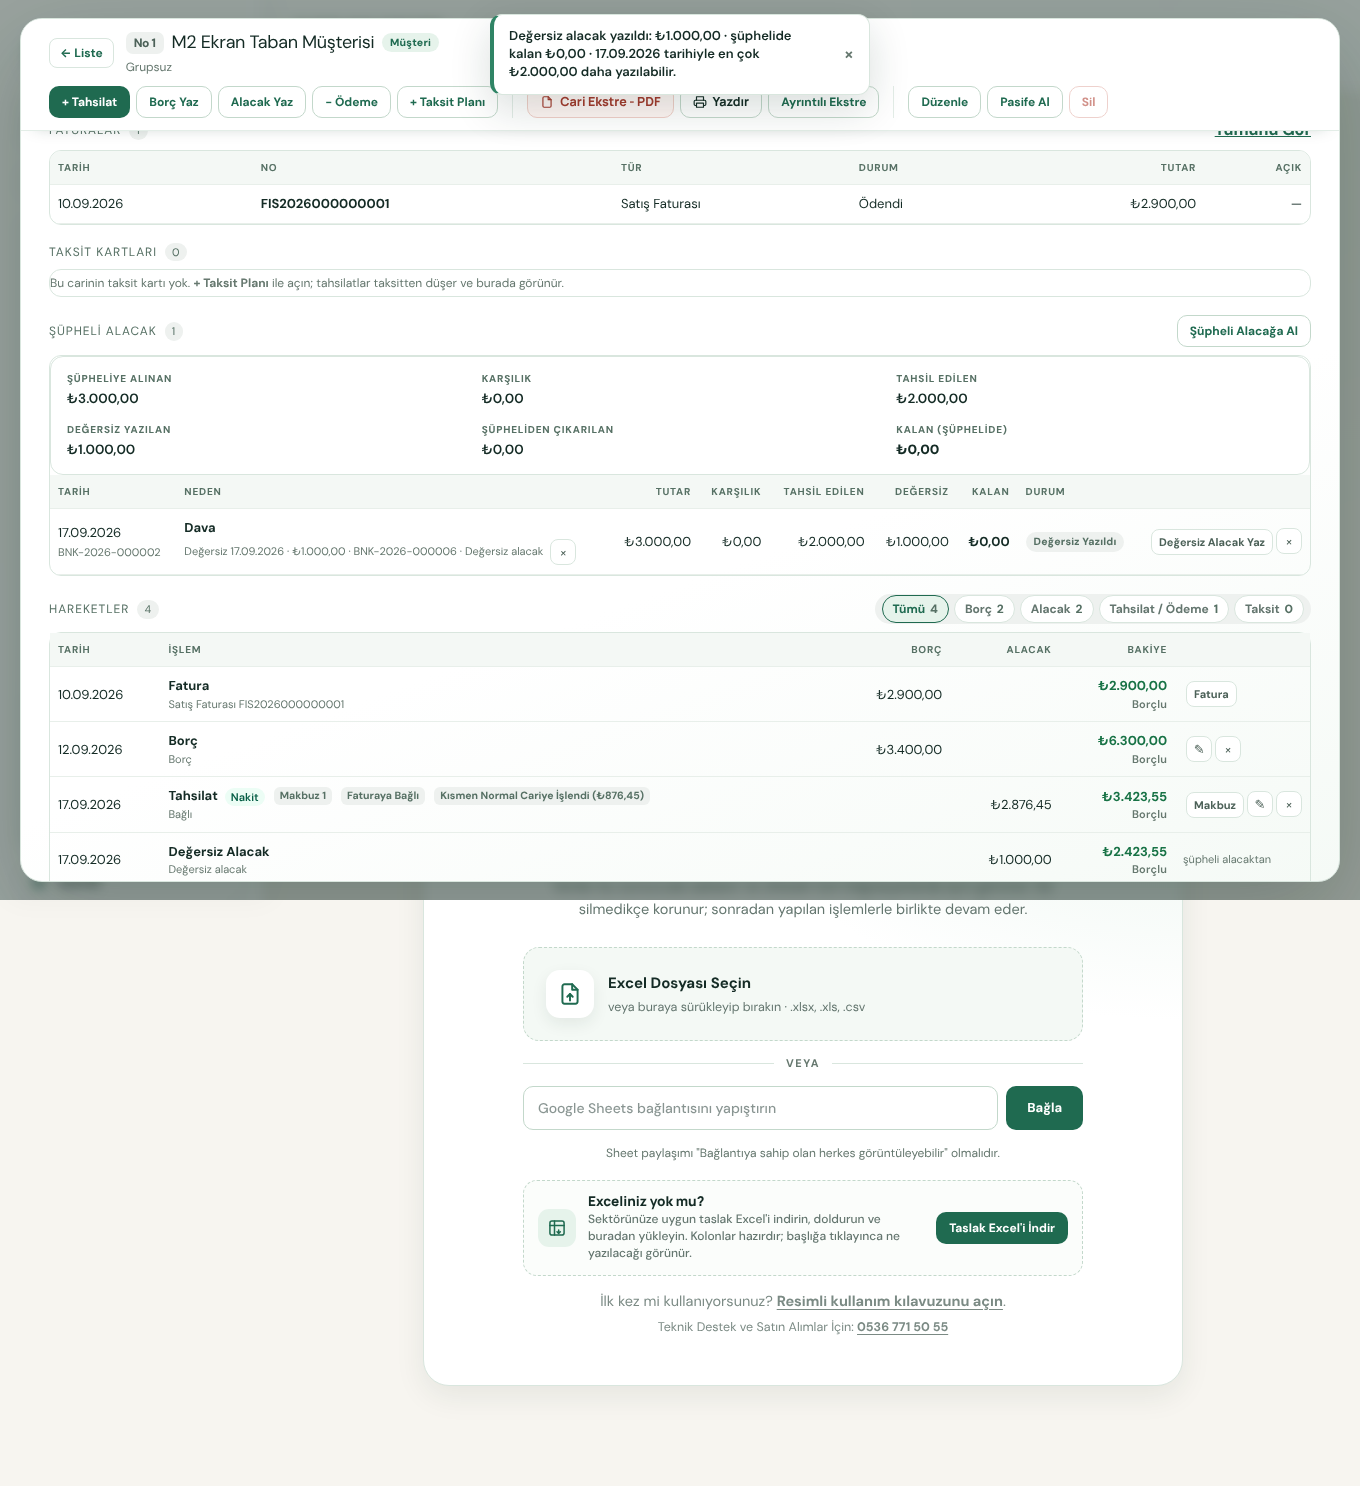 ← Liste
No 1 M2 Ekran Taban Müşterisi Müşteri
Grupsuz
Değersiz alacak yazıldı: ₺1.000,00 · şüphelide
kalan ₺0,00 · 17.09.2026 tarihiyle en çok
₺2.000,00 daha yazılabilir.
×
+ Tahsilat Borç Yaz Alacak Yaz - Ödeme + Taksit Planı Cari Ekstre - PDF Yazdır Ayrıntılı Ekstre Düzenle Pasife Al Sil
FATURALAR 1 Tümünü Gör
TARİH NO TÜR DURUM TUTAR AÇIK
10.09.2026 FIS2026000000001 Satış Faturası Ödendi ₺2.900,00 —
TAKSİT KARTLARI 0
Bu carinin taksit kartı yok. + Taksit Planı ile açın; tahsilatlar taksitten düşer ve burada görünür.
ŞÜPHELİ ALACAK 1 Şüpheli Alacağa Al
ŞÜPHELİYE ALINAN KARŞILIK TAHSİL EDİLEN
₺3.000,00 ₺0,00 ₺2.000,00
DEĞERSİZ YAZILAN ŞÜPHELİDEN ÇIKARILAN KALAN (ŞÜPHELİDE)
₺1.000,00 ₺0,00 ₺0,00
TARİH NEDEN TUTAR KARŞILIK TAHSİL EDİLEN DEĞERSİZ KALAN DURUM
17.09.2026 Dava ₺3.000,00 ₺0,00 ₺2.000,00 ₺1.000,00 ₺0,00 Değersiz Yazıldı Değersiz Alacak Yaz ×
BNK-2026-000002 Değersiz 17.09.2026 · ₺1.000,00 · BNK-2026-000006 · Değersiz alacak ×
HAREKETLER 4 Tümü 4 Borç 2 Alacak 2 Tahsilat / Ödeme 1 Taksit 0
TARİH İŞLEM BORÇ ALACAK BAKİYE
10.09.2026 Fatura ₺2.900,00 ₺2.900,00 Fatura
Satış Faturası FIS2026000000001 Borçlu
12.09.2026 Borç ₺3.400,00 ₺6.300,00 ✎ ×
Borç Borçlu
17.09.2026 Tahsilat Nakit Makbuz 1 Faturaya Bağlı Kısmen Normal Cariye İşlendi (₺876,45) ₺2.876,45 ₺3.423,55 Makbuz ✎ ×
Bağlı Borçlu
17.09.2026 Değersiz Alacak ₺1.000,00 ₺2.423,55 şüpheli alacaktan
Değersiz alacak Borçlu
silmedikçe korunur; sonradan yapılan işlemlerle birlikte devam eder.
Excel Dosyası Seçin
veya buraya sürükleyip bırakın · .xlsx, .xls, .csv
VEYA
Google Sheets bağlantısını yapıştırın Bağla
Sheet paylaşımı "Bağlantıya sahip olan herkes görüntüleyebilir" olmalıdır.
Exceliniz yok mu?
Sektörünüze uygun taslak Excel'i indirin, doldurun ve
buradan yükleyin. Kolonlar hazırdır; başlığa tıklayınca ne
yazılacağı görünür.
Taslak Excel'i İndir
İlk kez mi kullanıyorsunuz? Resimli kullanım kılavuzunu açın.
Teknik Destek ve Satın Alımlar İçin: 0536 771 50 55